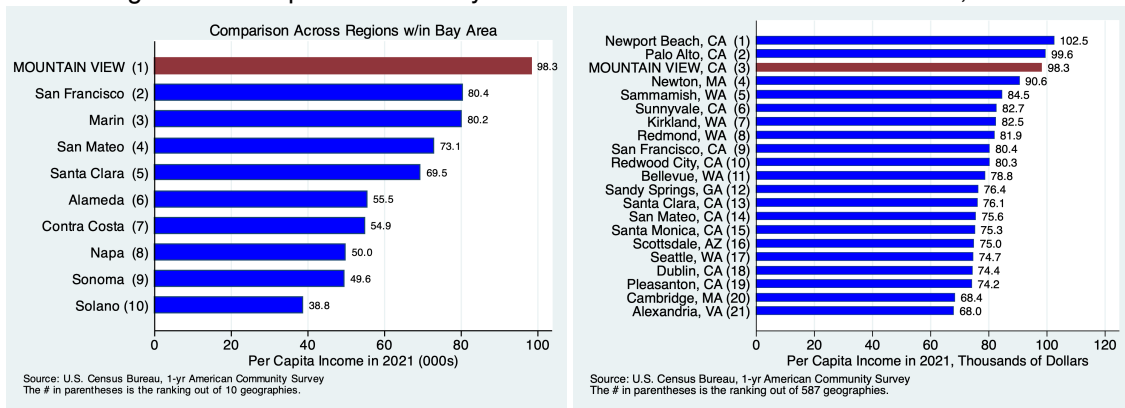 Comparison Across Regions w/in Bay Area
MOUNTAIN VIEW (1) 98.3
San Francisco (2) 80.4
Marin (3) 80.2
San Mateo (4) 73.1
Santa Clara (5) 69.5
Alameda (6) 55.5
Contra Costa (7) 54.9
Napa (8) 50.0
Sonoma (9) 49.6
Solano (10) 38.8
0 20 40 60 80 100
Per Capita Income in 2021 (000s)
Source: U.S. Census Bureau, 1-yr American Community Survey
The # in parentheses is the ranking out of 10 geographies.
Newport Beach, CA (1) 102.5
Palo Alto, CA (2) 99.6
MOUNTAIN VIEW, CA (3) 98.3
Newton, MA (4) 90.6
Sammamish, WA (5) 84.5
Sunnyvale, CA (6) 82.7
Kirkland, WA (7) 82.5
Redmond, WA (8) 81.9
San Francisco, CA (9) 80.4
Redwood City, CA (10) 80.3
Bellevue, WA (11) 78.8
Sandy Springs, GA (12) 76.4
Santa Clara, CA (13) 76.1
San Mateo, CA (14) 75.6
Santa Monica, CA (15) 75.3
Scottsdale, AZ (16) 75.0
Seattle, WA (17) 74.7
Dublin, CA (18) 74.4
Pleasanton, CA (19) 74.2
Cambridge, MA (20) 68.4
Alexandria, VA (21) 68.0
0 20 40 60 80 100 120
Per Capita Income in 2021, Thousands of Dollars
Source: U.S. Census Bureau, 1-yr American Community Survey
The # in parentheses is the ranking out of 587 geographies.